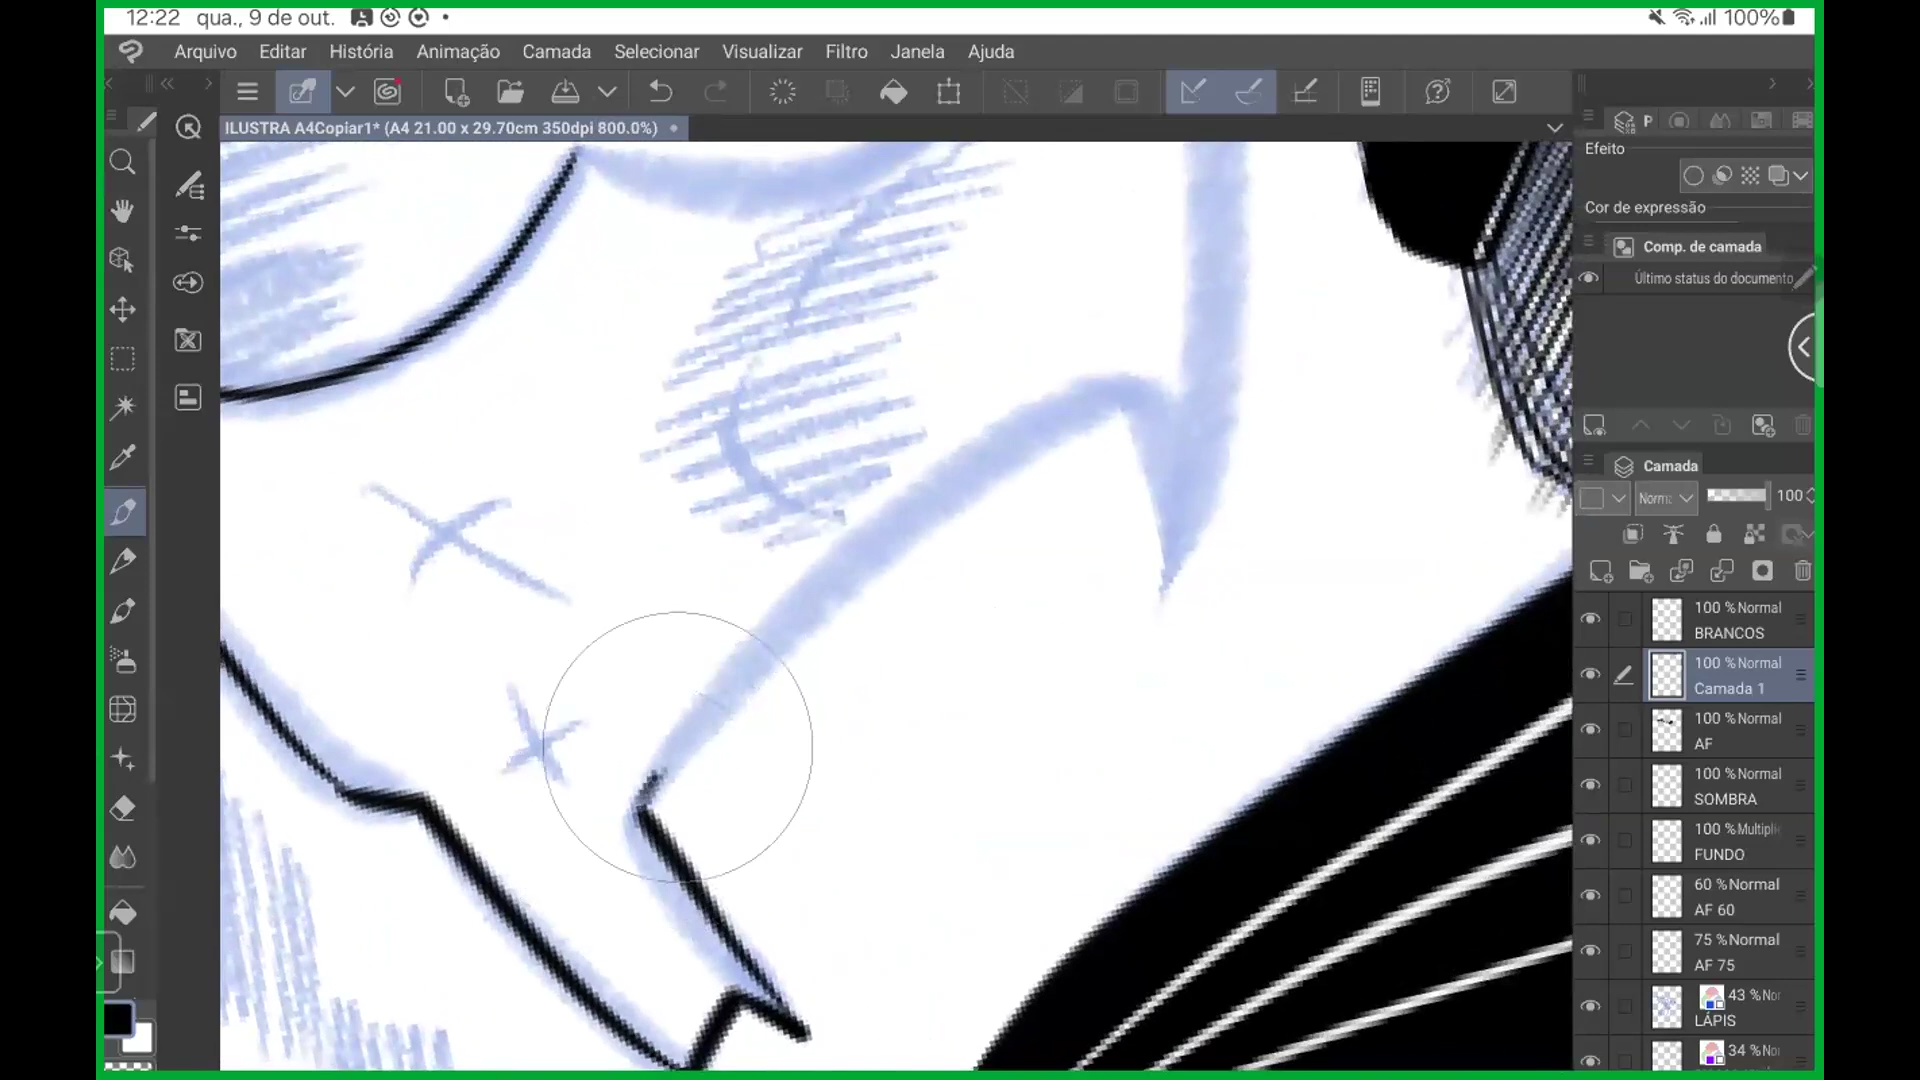 12:22 qua., 9 de out. 100%
Arquivo Editar História Animação Camada Selecionar Visualizar Filtro Janela Ajuda
ILUSTRA A4Copiar1* (A4 21.00 x 29.70cm 350dpi 800.0%)
P
Efeito
Cor de expressão
Comp. de camada
Último status do documento
Camada
Norm 100
100 % Normal
BRANCOS
100 % Normal
Camada 1
100 % Normal
AF
100 % Normal
SOMBRA
100 % Multipli
FUNDO
60 % Normal
AF 60
75 % Normal
AF 75
43 % Nor
LÁPIS
34 % Nor